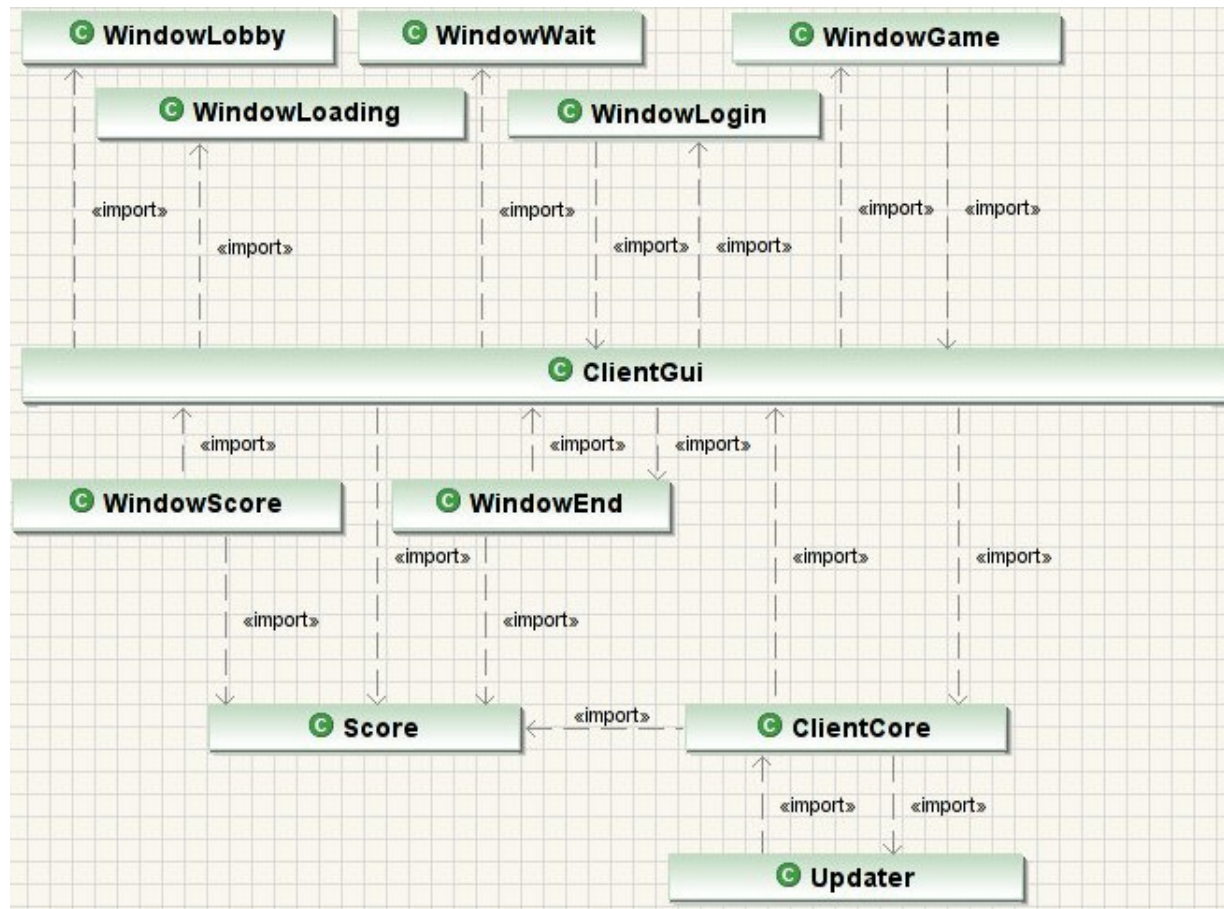 C WindowLobby
C WindowWait
C WindowGame
C WindowLoading
C WindowLogin
«import»
«import»
«import» «import»
«import»
«import» «import»
C ClientGui
«import»
«import»
«import»
C WindowScore
C WindowEnd
«import»
«import»
«import»
«import»
«import»
C Score
«import»
C ClientCore
«import» «import»
C Updater